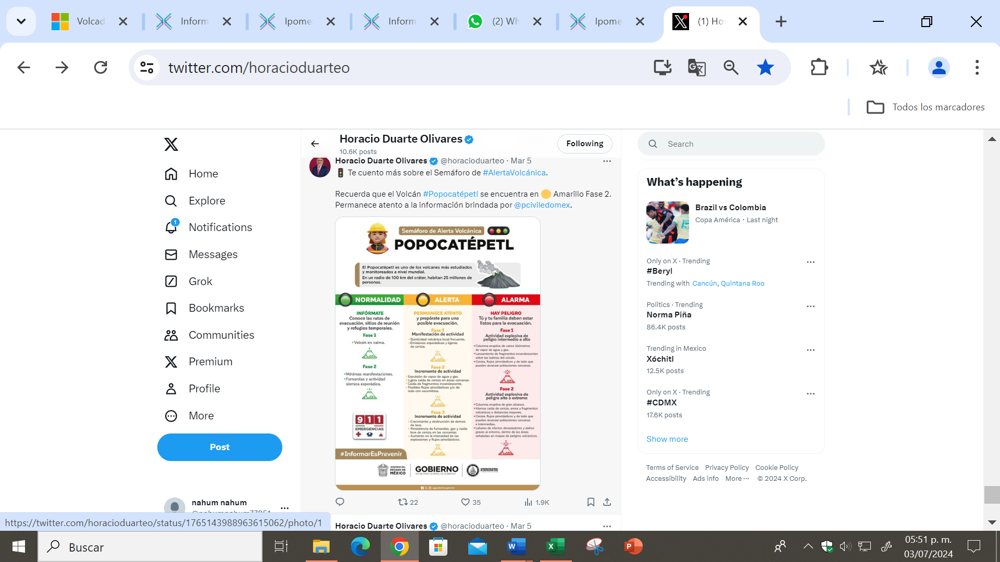 Volcad
Inform
Ipome
Inform
(2) Wh
Ipome
(1) Ho
twitter.com/horacioduarteo
Todos los marcadores
Home
Explore
1
Notifications
Messages
Grok
Bookmarks
Communities
Premium
Profile
More
Post
nahum nahum
Horacio Duarte Olivares
10.6K posts
Following
Horacio Duarte Olivares @horacioduarteo · Mar 5
Te cuento más sobre el Semáforo de #AlertaVolcánica.
Recuerda que el Volcán #Popocatépetl se encuentra en Amarillo Fase 2.
Permanece atento a la información brindada por @pciviledomex.
Semáforo de Alerta Volcánica
POPOCATÉPETL
El Popocatépetl es uno de los volcanes más estudiados
y monitoreados a nivel mundial.
En un radio de 100 km del cráter, habitan 25 millones de
personas.
NORMALIDAD
INFÓRMATE
Conoce las rutas de
evacuación, sitios de reunión
y refugios temporales.
Fase 1
• Volcán en calma.
Fase 2
• Mínimas manifestaciones.
• Fumarolas y actividad
sísmica esporádica.
911
EMERGENCIAS
#InformarEsPrevenir
ALERTA
PERMANECE ATENTO
y prepárate para una
posible evacuación.
Fase 1
Manifestación de actividad
• Sismicidad volcánica local frecuente.
• Emisiones esporádicas y ligeras
de ceniza.
Fase 2
Incremento de actividad
• Expulsión de vapor de agua y gas.
• Ligera caída de ceniza en áreas cercanas.
• Caída de fragmentos incandescente.
• Posibles flujos piroclásticos y/o de
lodo con escombros.
Fase 3
Incremento de actividad
• Crecimiento y destrucción de domos
de lava.
• Persistencia de fumarolas, gas y caída
leve de ceniza en las cercanías.
• Aumento en la intensidad de las
explosiones y flujos piroclásticos.
ALARMA
HAY PELIGRO
Tú y tu familia deben estar
listos para la evacuación.
Fase 1
Actividad explosiva de
peligro intermedio a alto
• Columna eruptiva de varios kilómetros
de vapor de agua y gas.
• Lanzamiento de fragmentos incandescentes
sobre las laderas del volcán.
• Ceniza, flujos piroclásticos y de lodo que
pueden alcanzar poblaciones cercanas.
Fase 2
Actividad explosiva de
peligro alto a extremo
• Columna eruptiva de gran alcance.
• Intensa caída de ceniza, arena y fragmentos
volcánicos a distancias mayores.
• Ceniza, flujos piroclásticos y de lodo que
pueden alcanzar poblaciones cercanas
e intermedias.
• Lahares de efectos devastadores y daños
graves al entorno, dentro de las áreas
señaladas en mapas de peligros volcánicos.
GOBIERNO DEL
ESTADO DE
MÉXICO
GOBIERNO
SECRETARÍA GENERAL DE GOBIERNO
22
35
1.9K
Horacio Duarte Olivares @horacioduarteo · Mar 5
Search
What's happening
Brazil vs Colombia
Copa América · Last night
Only on X · Trending
#Beryl
Trending with Cancún, Quintana Roo
Politics · Trending
Norma Piña
86.4K posts
Trending in Mexico
Xóchitl
12.5K posts
Only on X · Trending
#CDMX
17.6K posts
Show more
Terms of Service Privacy Policy Cookie Policy
Accessibility Ads info More ··· © 2024 X Corp.
https://twitter.com/horacioduarteo/status/1765143988963615062/photo/1
Buscar
05:51 p. m.
03/07/2024